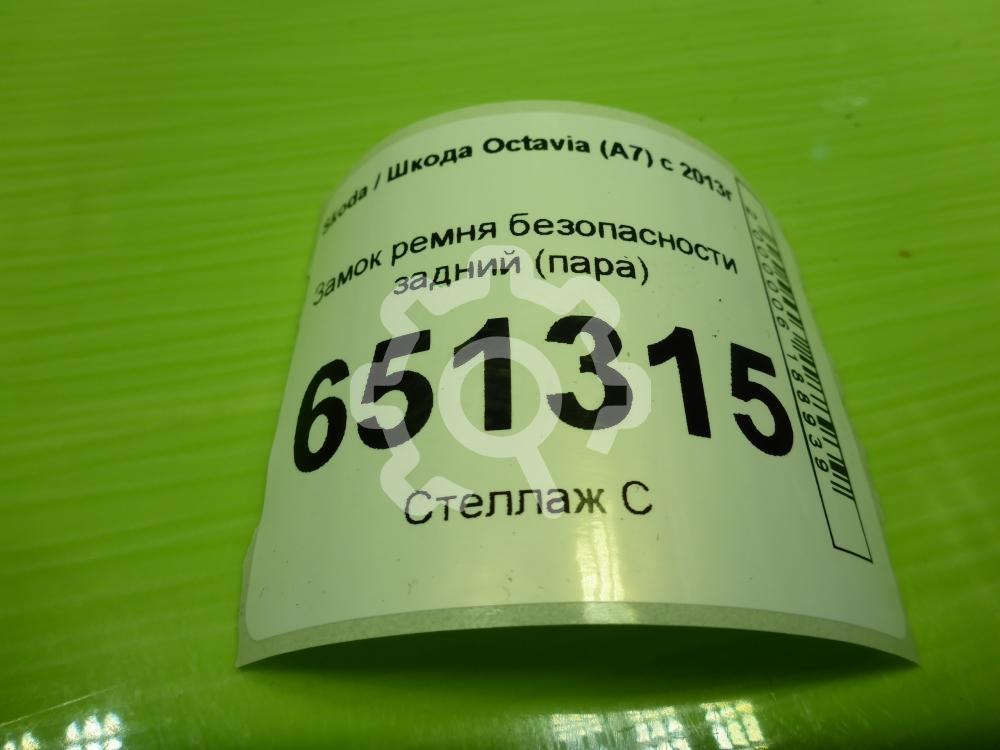 Skoda / Шкода Octavia (A7) с 2013г
Замок ремня безопасности
задний (пара)
651315
Стеллаж С